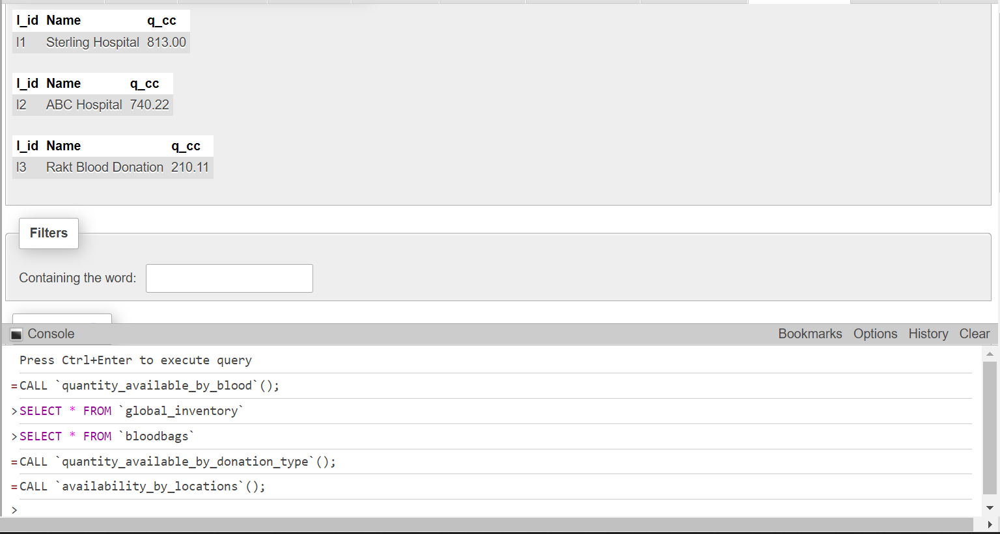 l_id Name q_cc
l1 Sterling Hospital 813.00
l_id Name q_cc
l2 ABC Hospital 740.22
l_id Name q_cc
l3 Rakt Blood Donation 210.11
Filters
Containing the word:
Console Bookmarks Options History Clear
Press Ctrl+Enter to execute query
=CALL `quantity_available_by_blood`();
>SELECT * FROM `global_inventory`
>SELECT * FROM `bloodbags`
=CALL `quantity_available_by_donation_type`();
=CALL `availability_by_locations`();
>